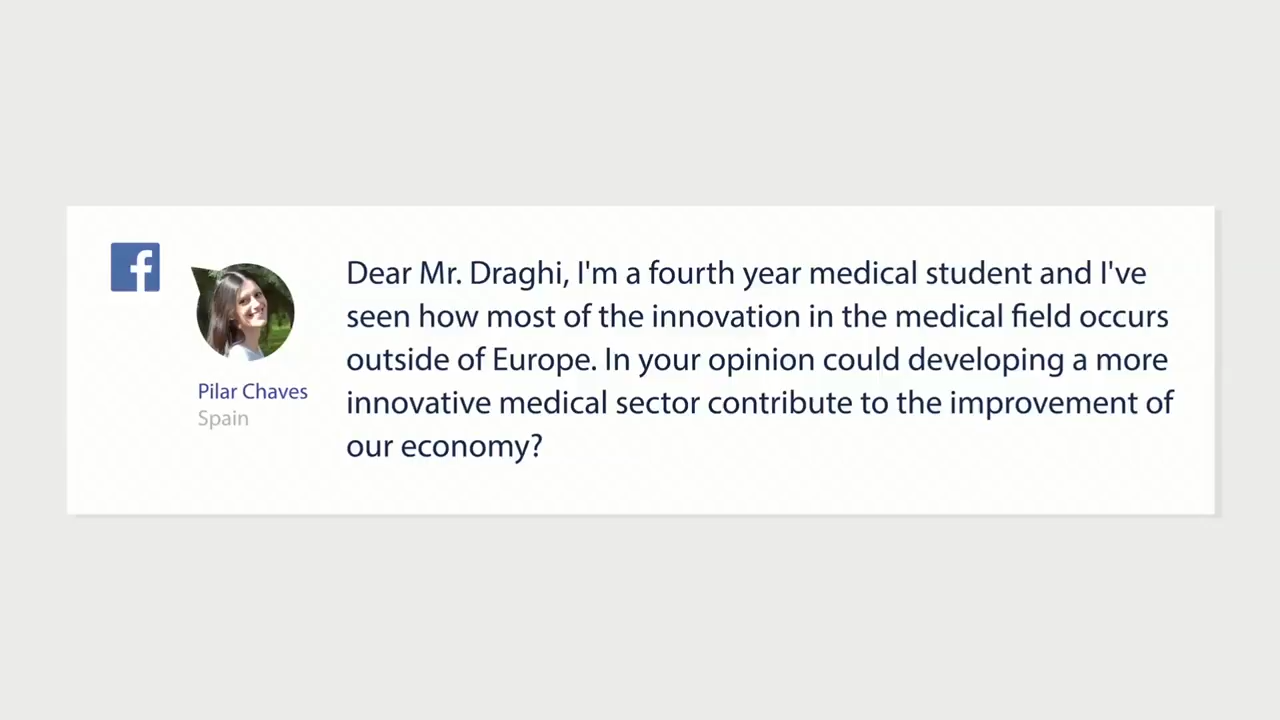 Dear Mr. Draghi, I'm a fourth year medical student and I've
seen how most of the innovation in the medical field occurs
outside of Europe. In your opinion could developing a more
innovative medical sector contribute to the improvement of
our economy?
Pilar Chaves
Spain